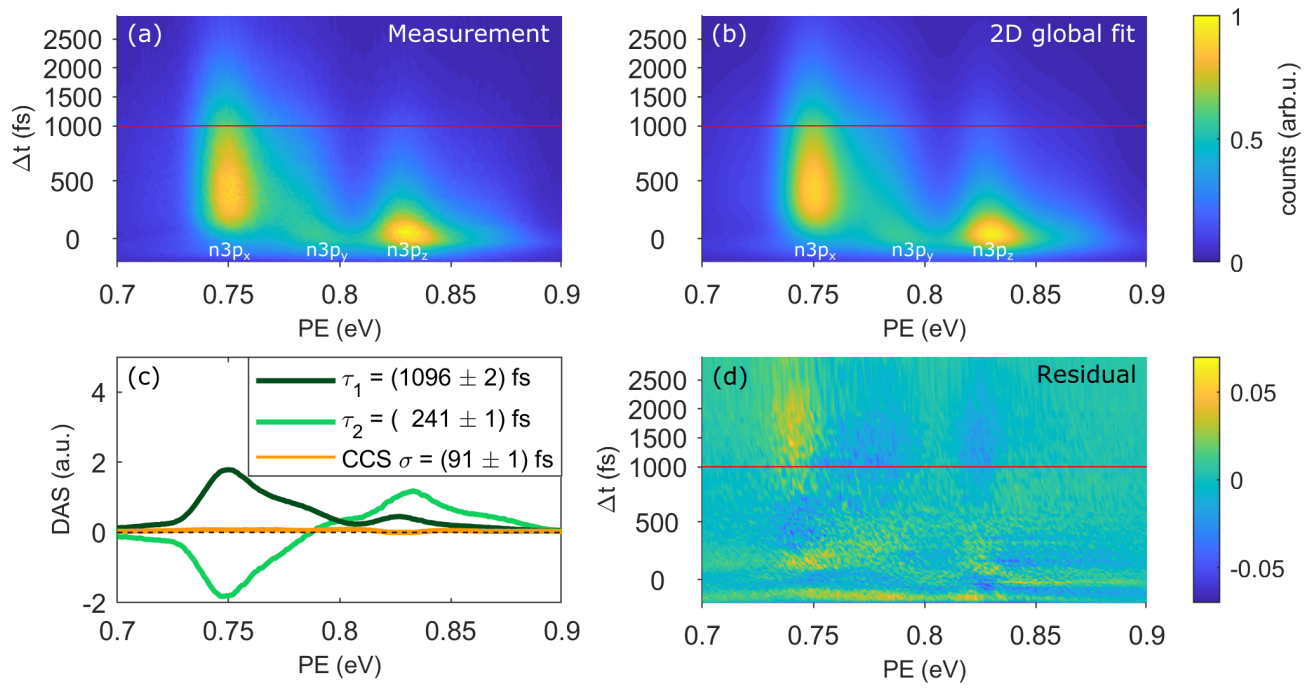 (a) Measurement
2500
2000
1500
1000
500
0
Δt (fs)
n3pₓ n3pᵧ n3p_z
0.7 0.75 0.8 0.85 0.9
PE (eV)
(b) 2D global fit
2500
2000
1500
1000
500
0
n3pₓ n3pᵧ n3p_z
0.7 0.75 0.8 0.85 0.9
PE (eV)
1
0.5
0
counts (arb.u.)
(c)
τ₁ = (1096 ± 2) fs
τ₂ = ( 241 ± 1) fs
CCS σ = (91 ± 1) fs
4
2
0
-2
DAS (a.u.)
0.7 0.75 0.8 0.85 0.9
PE (eV)
(d) Residual
2500
2000
1500
1000
500
0
Δt (fs)
0.7 0.75 0.8 0.85 0.9
PE (eV)
0.05
0
-0.05